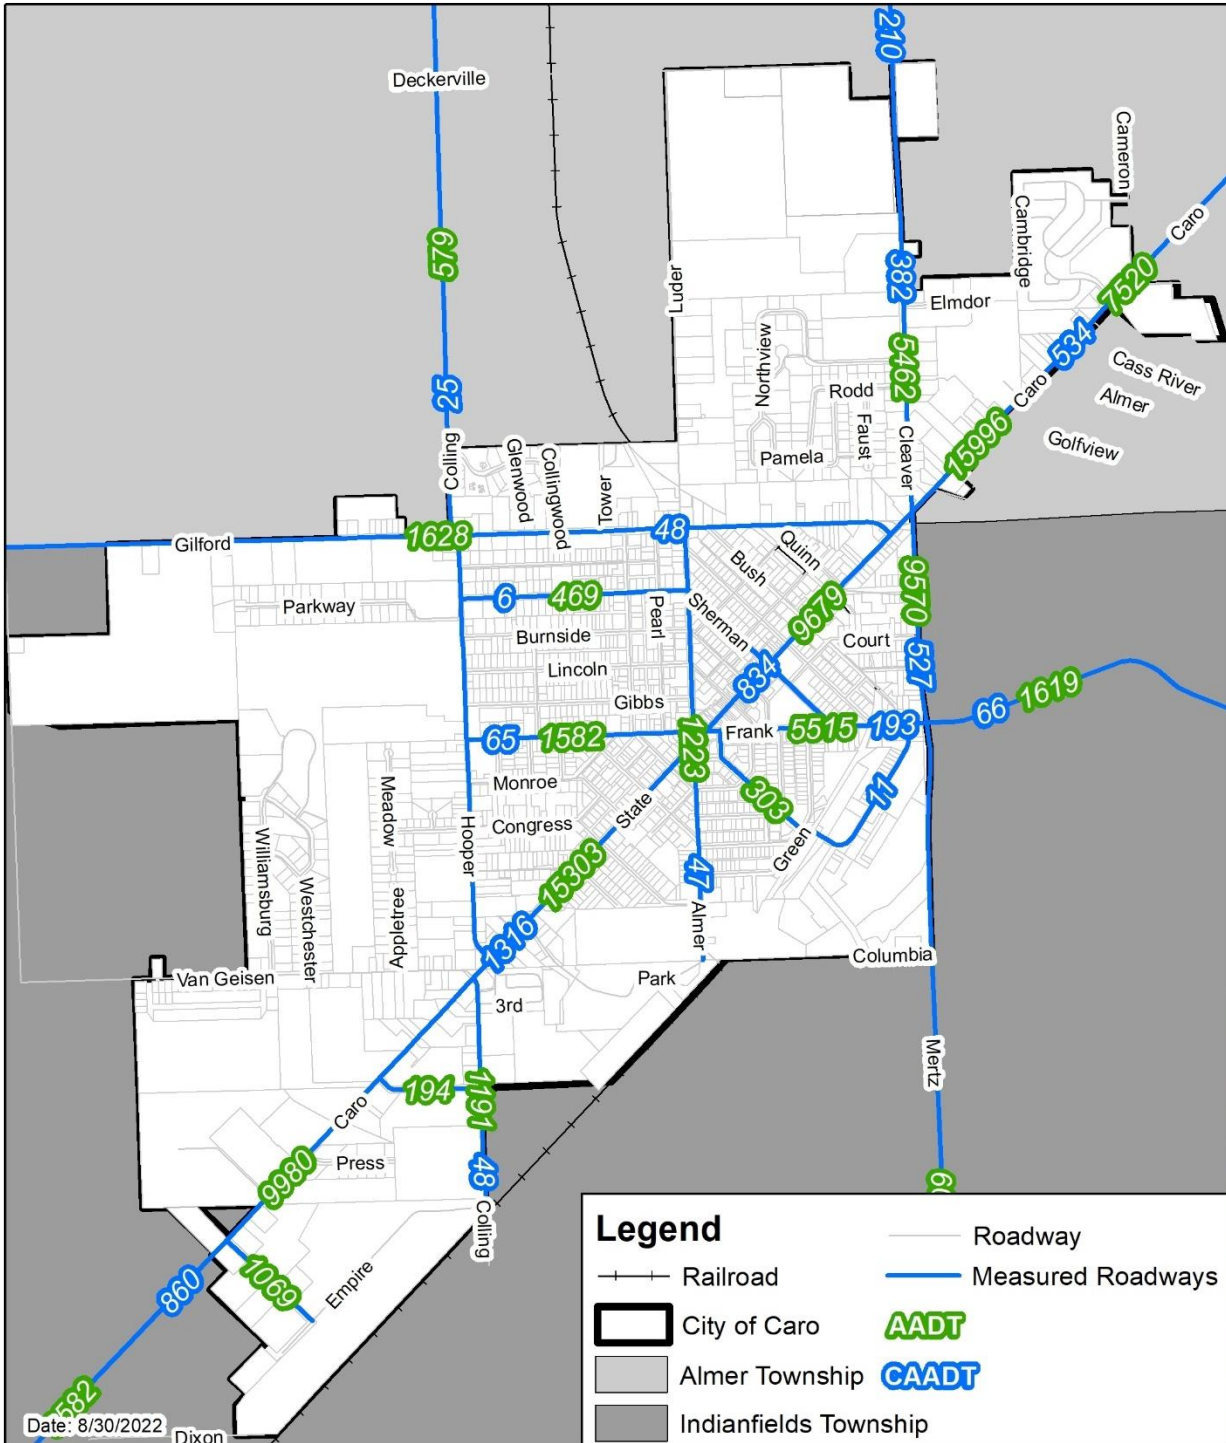 210
Deckerville
Cameron
Cambridge
Caro
579
Luder
382
7520
Elmdor
534
Northview
5462
Cass River
Rodd
Caro
Almer
25
Faust
Cleaver
15996
Golfview
Colling
Glenwood
Collingwood
Tower
Pamela
Gilford
1628
48
Quinn
Bush
9570
6
469
Parkway
Pearl
Sherman
9679
Burnside
Court
Lincoln
834
527
Gibbs
66
1619
65
1582
1223
Frank
5515
193
Monroe
303
11
Meadow
Hooper
Congress
State
Green
Williamsburg
Westchester
Appletree
15303
47
1316
Almer
Columbia
Van Geisen
Park
3rd
Mertz
194
1191
Caro
Press
9980
48
Colling
860
1069
Empire
582
Date: 8/30/2022
Dixon
Legend
Railroad
City of Caro
Almer Township
Indianfields Township
Roadway
Measured Roadways
AADT
CAADT